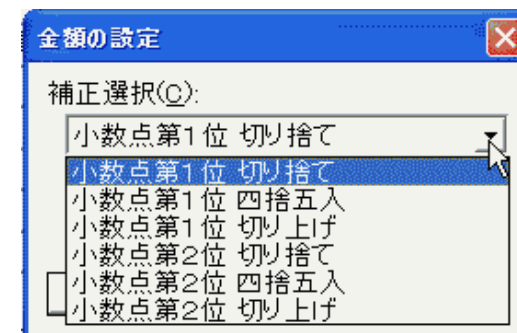 金額の設定
補正選択(C):
小数点第1位 切り捨て
小数点第1位 切り捨て
小数点第1位 四捨五入
小数点第1位 切り上げ
小数点第2位 切り捨て
小数点第2位 四捨五入
小数点第2位 切り上げ